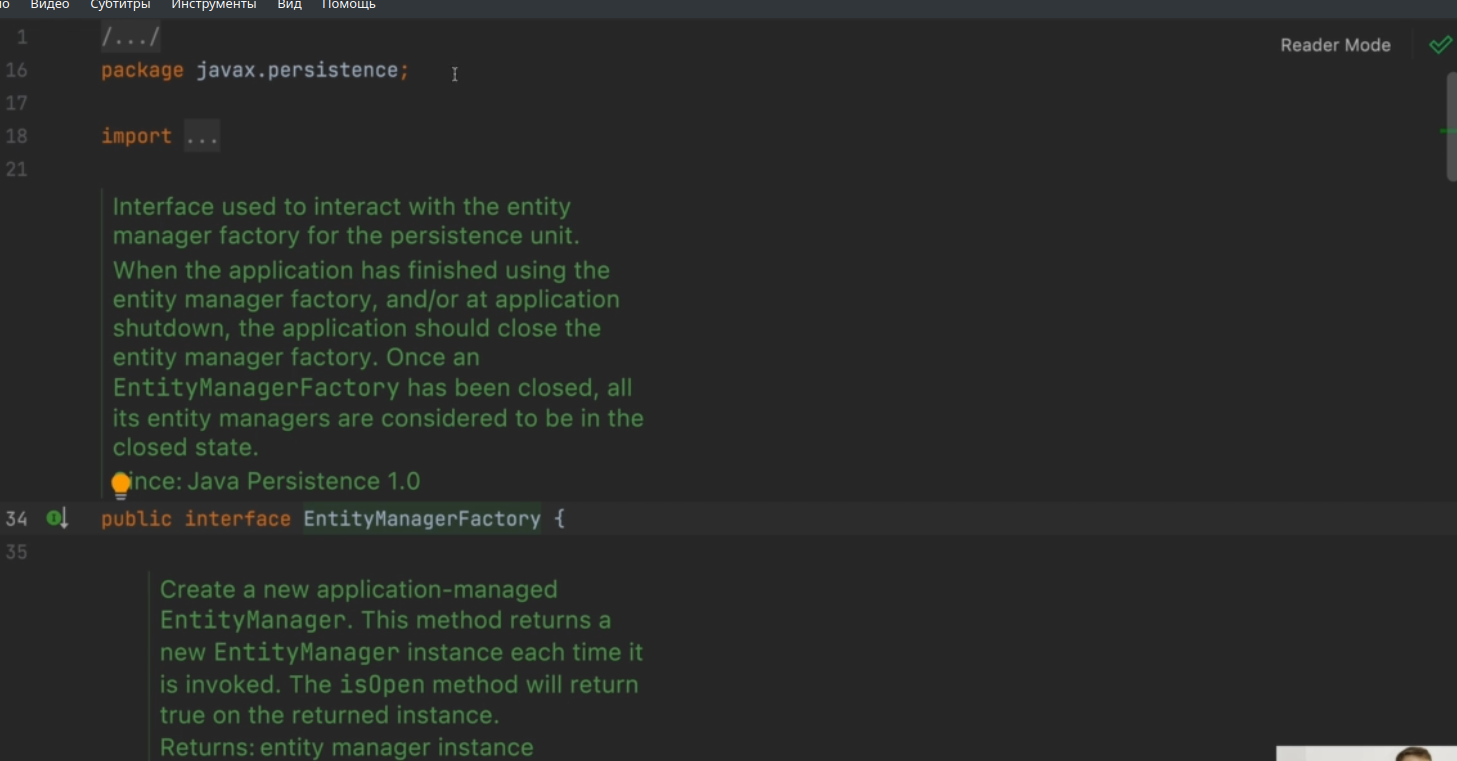 Видео Субтитры Инструменты Вид Помощь
1 /.../
Reader Mode
16 package javax.persistence;
17
18 import ...
21
Interface used to interact with the entity
manager factory for the persistence unit.
When the application has finished using the
entity manager factory, and/or at application
shutdown, the application should close the
entity manager factory. Once an
EntityManagerFactory has been closed, all
its entity managers are considered to be in the
closed state.
ince: Java Persistence 1.0
34 public interface EntityManagerFactory {
35
Create a new application-managed
EntityManager. This method returns a
new EntityManager instance each time it
is invoked. The isOpen method will return
true on the returned instance.
Returns: entity manager instance